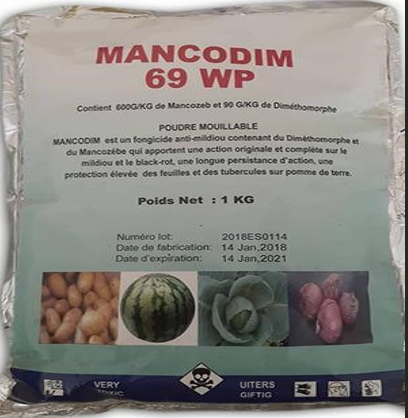 MANCODIM
69 WP
Contient 600G/KG de Mancozeb et 90 G/KG de Diméthomorphe
POUDRE MOUILLABLE
MANCODIM est un fongicide anti-mildiou contenant du Diméthomorphe et
du Mancozèbe qui apportent une action originale et complète sur le
mildiou et le black-rot, une longue persistance d'action, une
protection élevée des feuilles et des tubercules sur pomme de terre.
Poids Net : 1 KG
Numéro lot: 2018ES0114
Date de fabrication: 14 Jan,2018
Date d'expiration: 14 Jan,2021
VERY UITERS
TOXIC GIFTIG